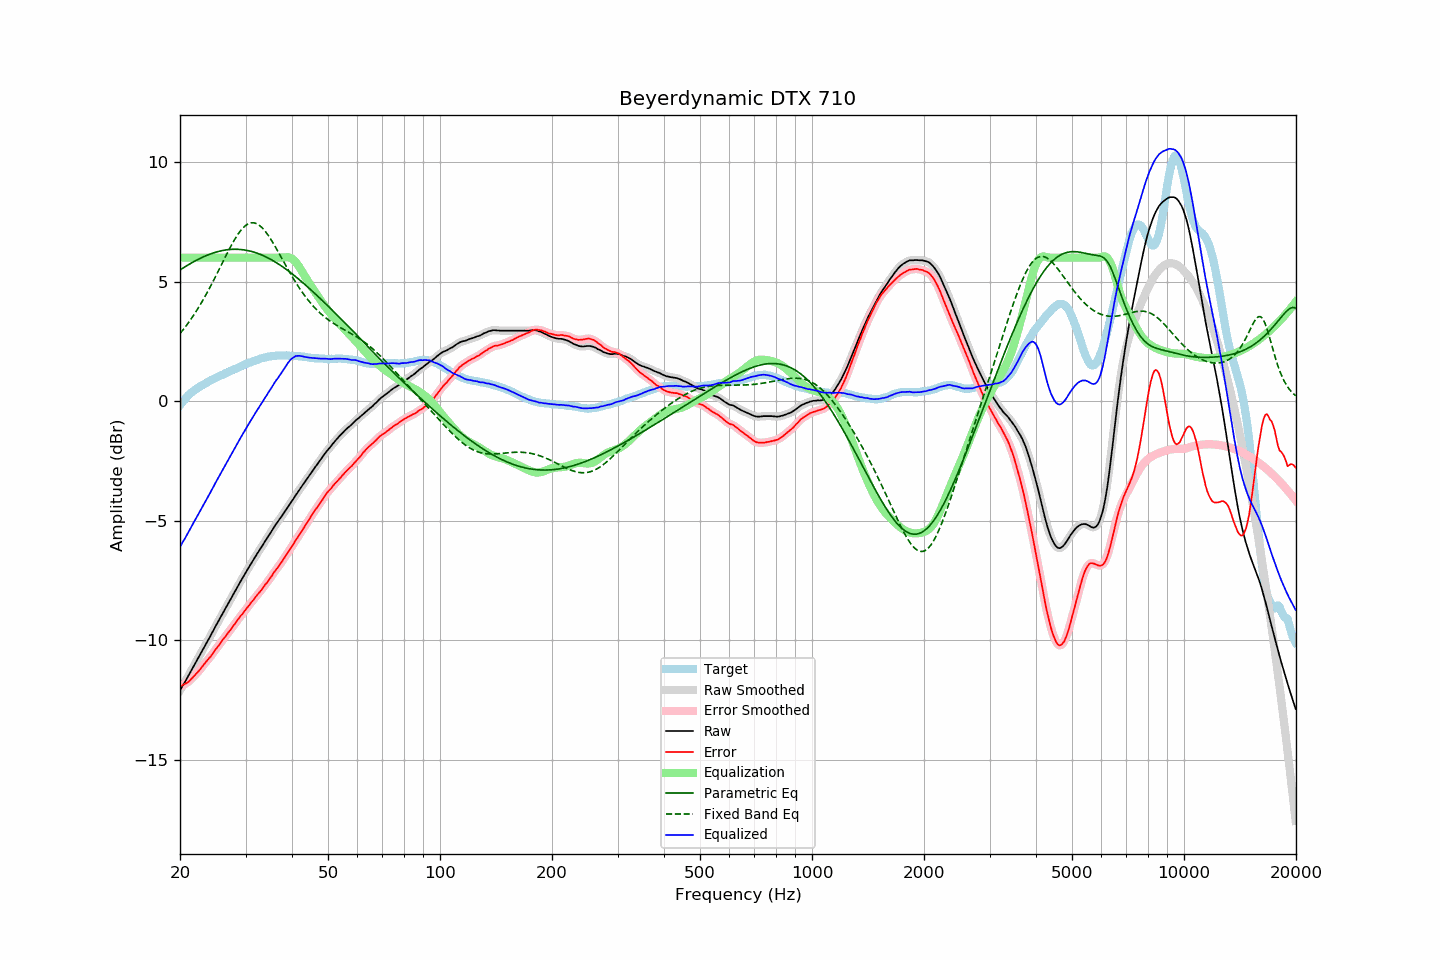 Beyerdynamic DTX 710
Amplitude (dBr)
10
5
0
−5
−10
−15
Target
Raw Smoothed
Error Smoothed
Raw
Error
Equalization
Parametric Eq
Fixed Band Eq
Equalized
20 50 100 200 500 1000 2000 5000 10000 20000
Frequency (Hz)